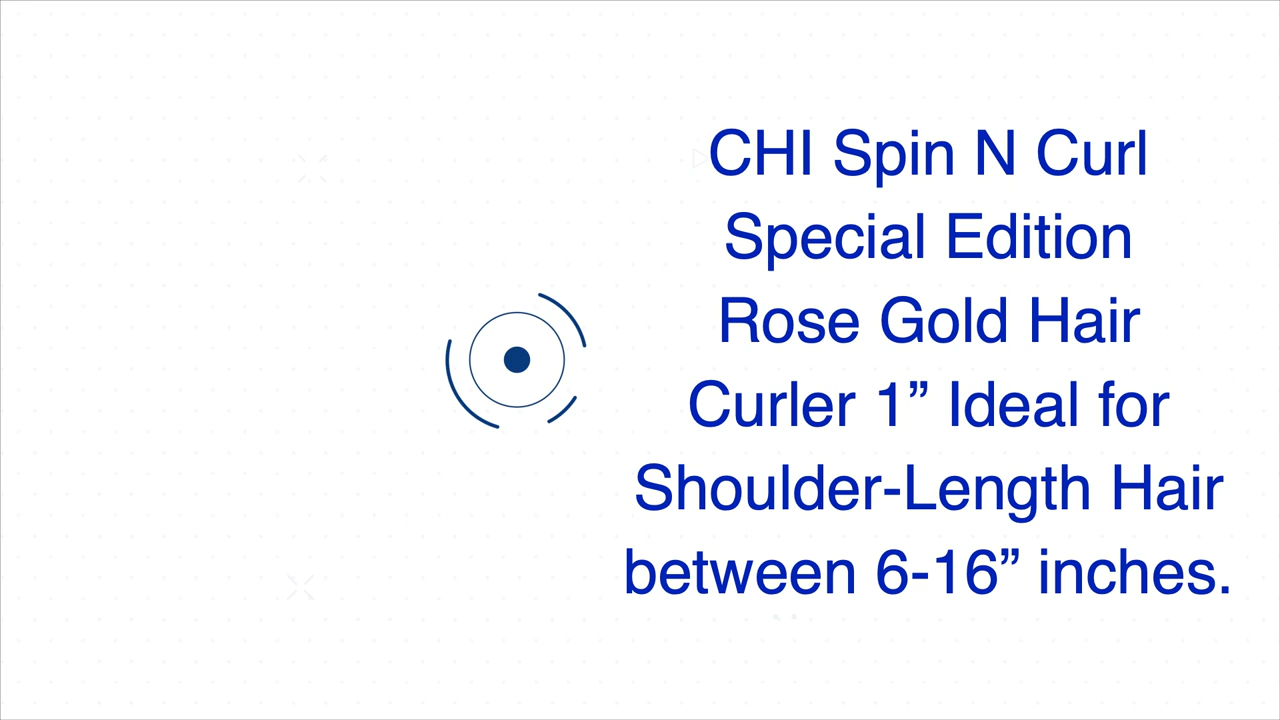 CHI Spin N Curl
Special Edition
Rose Gold Hair
Curler 1” Ideal for
Shoulder-Length Hair
between 6-16” inches.